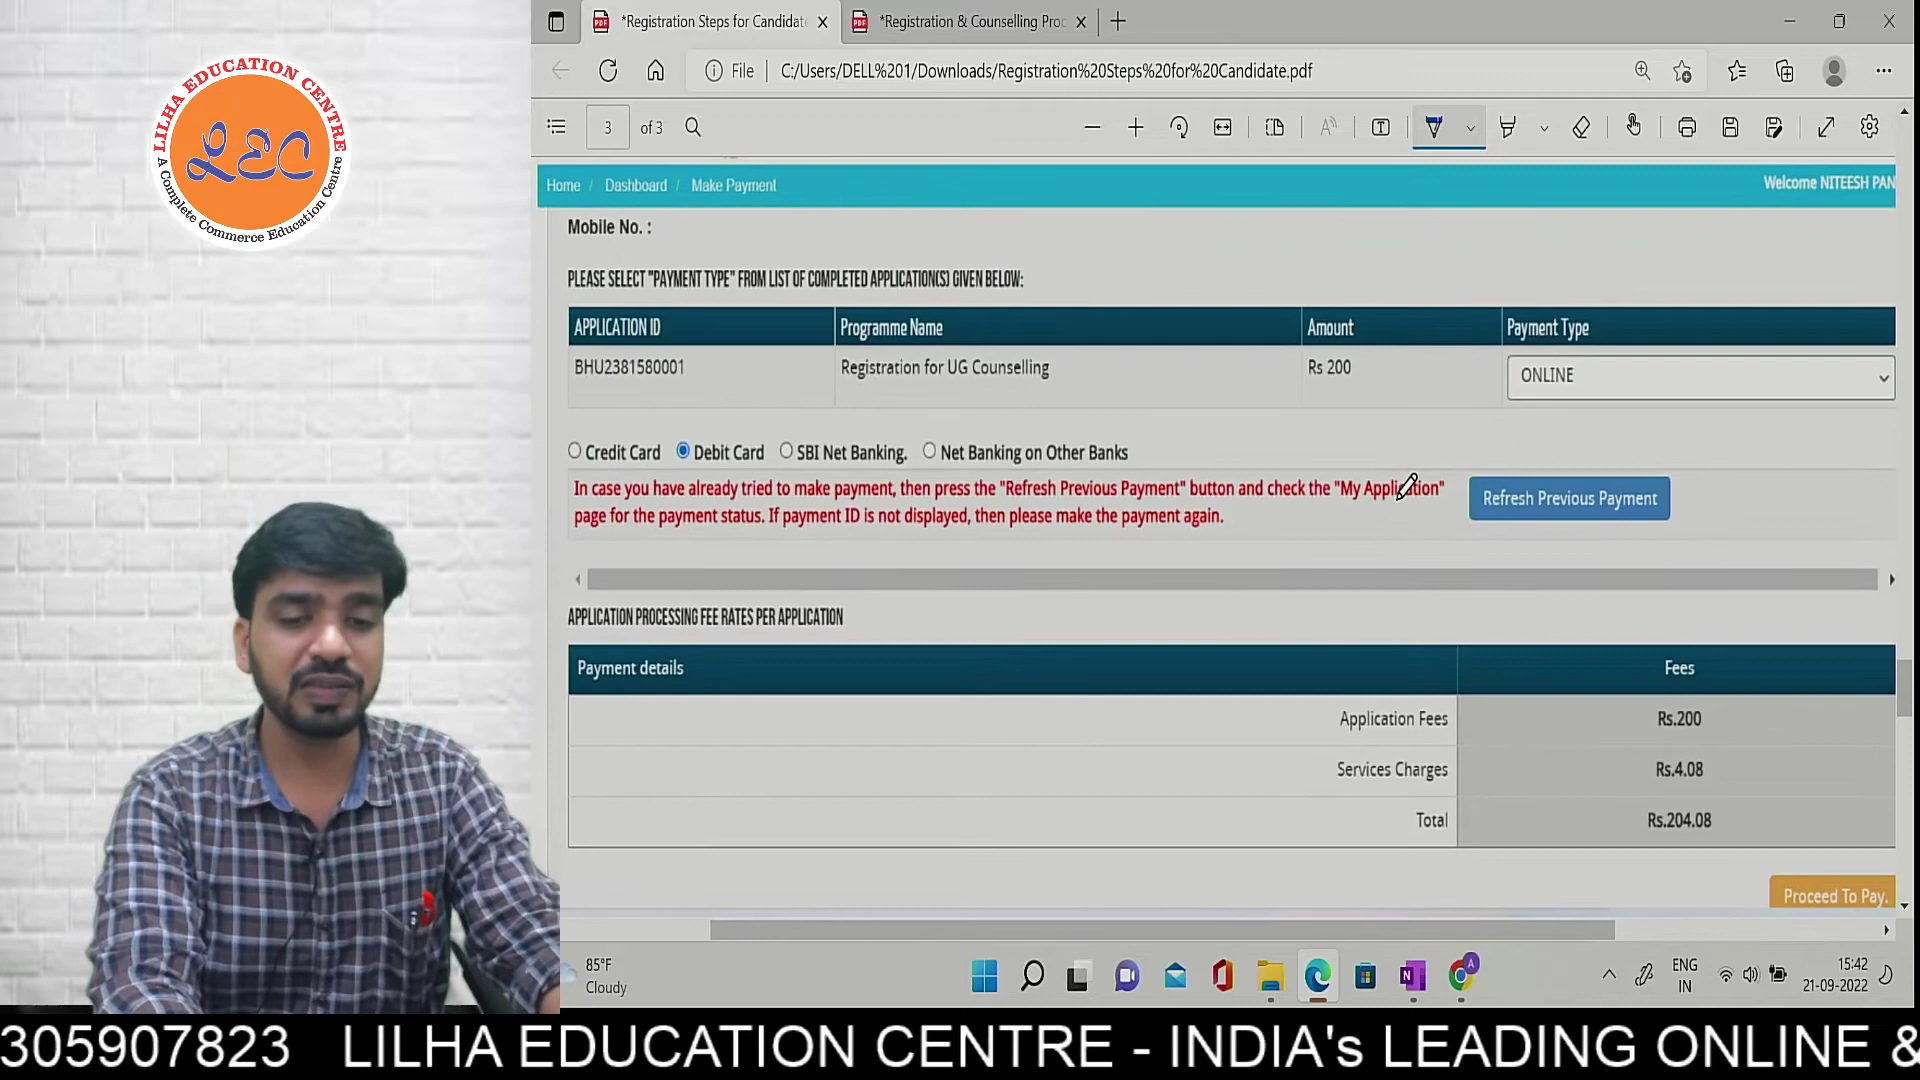 LILHA EDUCATION CENTRE
LEC
A Complete Commerce Education Centre
*Registration Steps for Candidate
*Registration & Counselling Proc
File
C:/Users/DELL%201/Downloads/Registration%20Steps%20for%20Candidate.pdf
3 of 3
Home / Dashboard / Make Payment
Welcome NITEESH PAN
Mobile No. :
PLEASE SELECT "PAYMENT TYPE" FROM LIST OF COMPLETED APPLICATION(S) GIVEN BELOW:
APPLICATION ID Programme Name Amount Payment Type
BHU2381580001 Registration for UG Counselling Rs 200 ONLINE
Credit Card Debit Card SBI Net Banking. Net Banking on Other Banks
In case you have already tried to make payment, then press the "Refresh Previous Payment" button and check the "My Application"
page for the payment status. If payment ID is not displayed, then please make the payment again.
Refresh Previous Payment
APPLICATION PROCESSING FEE RATES PER APPLICATION
Payment details Fees
Application Fees Rs.200
Services Charges Rs.4.08
Total Rs.204.08
Proceed To Pay.
85°F
Cloudy
ENG
IN
15:42
21-09-2022
305907823 LILHA EDUCATION CENTRE - INDIA's LEADING ONLINE &